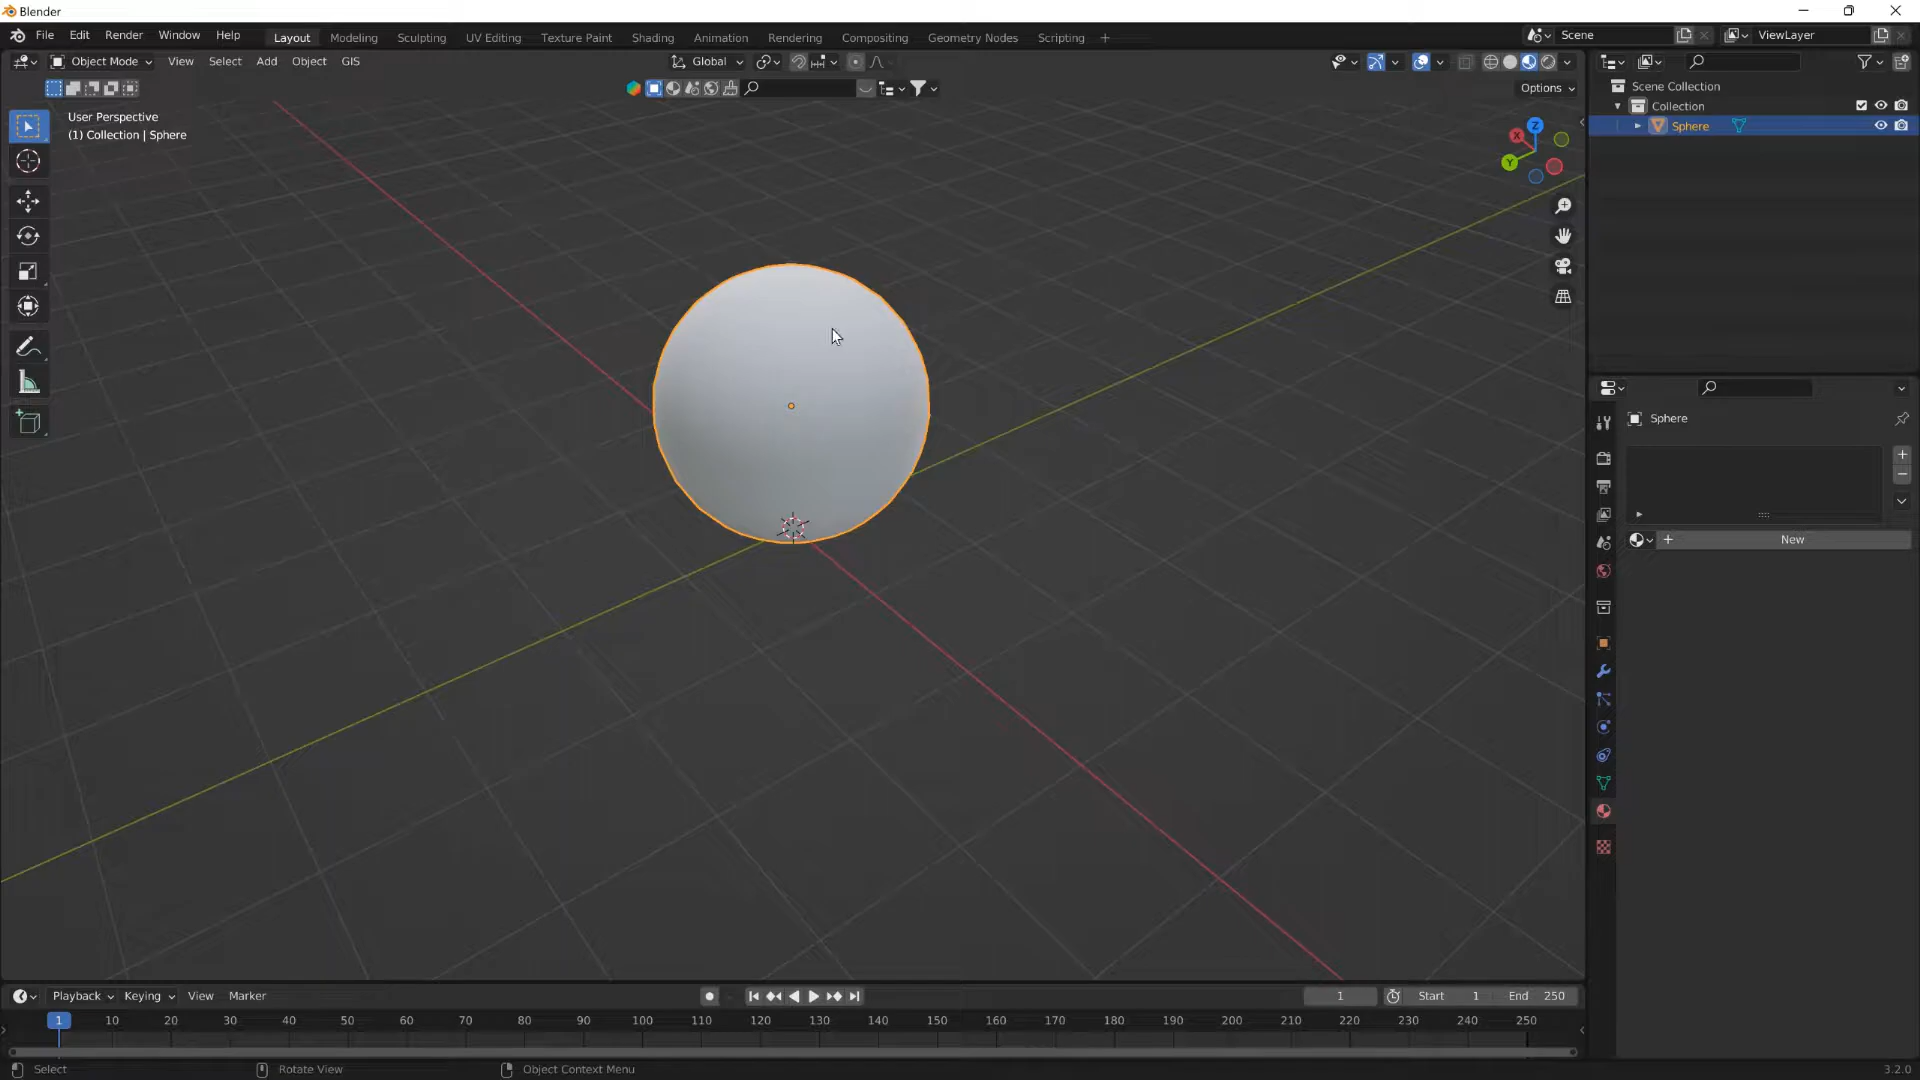 Blender
File Edit Render Window Help Layout Modeling Sculpting UV Editing Texture Paint Shading Animation Rendering Compositing Geometry Nodes Scripting + Scene ViewLayer
Object Mode View Select Add Object GIS Global
Options
User Perspective
(1) Collection | Sphere
Z
X
Y
Scene Collection
Collection
Sphere
Sphere
New
Playback Keying View Marker 1 Start 1 End 250
1 10 20 30 40 50 60 70 80 90 100 110 120 130 140 150 160 170 180 190 200 210 220 230 240 250
Select Rotate View Object Context Menu 3.2.0